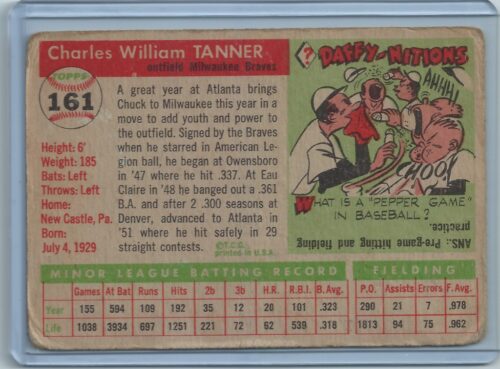 Charles William TANNER
outfield Milwaukee Braves
TOPPS
161
Height: 6'
Weight: 185
Bats: Left
Throws: Left
Home:
New Castle, Pa.
Born:
July 4, 1929
A great year at Atlanta brings
Chuck to Milwaukee this year in a
move to add youth and power to
the outfield. Signed by the Braves
when he starred in American Le-
gion ball, he began at Owensboro
in '47 where he hit .337. At Eau
Claire in '48 he banged out a .361
B.A. and after 2 .300 seasons at
Denver, advanced to Atlanta in
'51 where he hit safely in 29
straight contests.
©T.C.G.
printed in U.S.A.
? DAFFY-NITIONS
AHHH!
CHOO!
WHAT IS A "PEPPER GAME"
IN BASEBALL?
ANS.: Pre-game hitting and fielding
practice.
MINOR LEAGUE BATTING RECORD FIELDING
Games At Bat Runs Hits 2b 3b H.R. R.B.I. B. Avg. P.O. Assists Errors F. Avg.
Year 155 594 109 192 35 12 20 101 .323 290 21 7 .978
Life 1038 3934 697 1251 221 72 62 539 .318 1813 94 75 .962